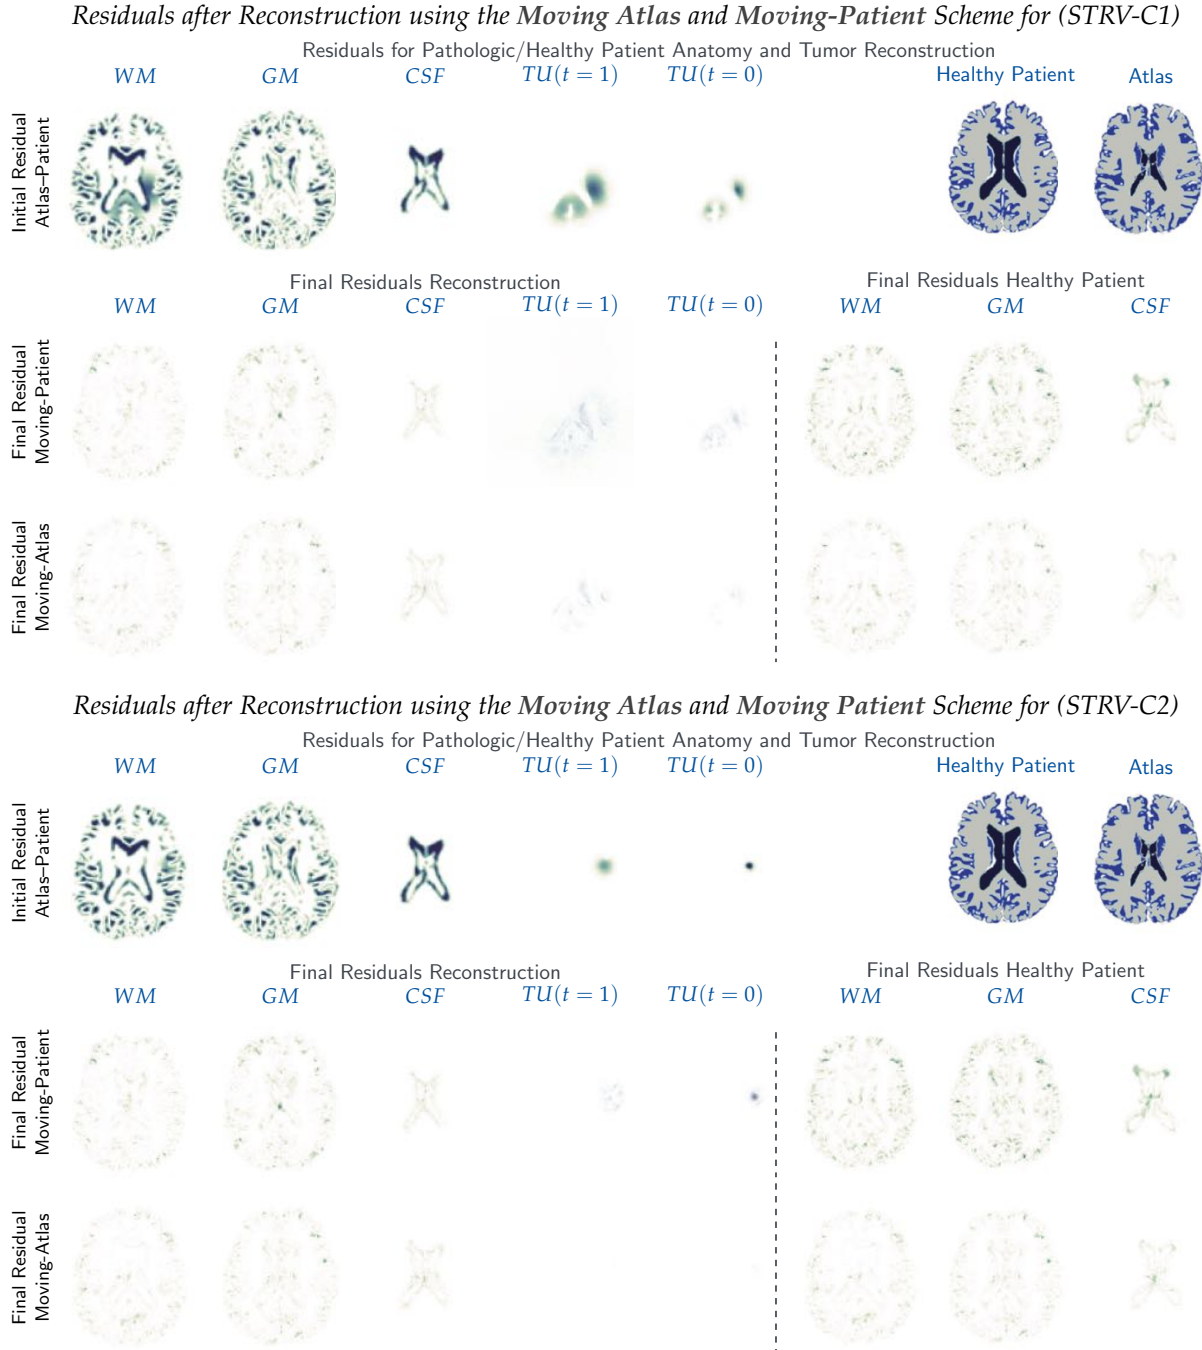 Residuals after Reconstruction using the Moving Atlas and Moving-Patient Scheme for (STRV-C1)
Residuals for Pathologic/Healthy Patient Anatomy and Tumor Reconstruction
WM GM CSF TU(t = 1) TU(t = 0) Healthy Patient Atlas
Initial Residual
Atlas–Patient
Final Residuals Reconstruction Final Residuals Healthy Patient
WM GM CSF TU(t = 1) TU(t = 0) WM GM CSF
Final Residual
Moving-Patient
Final Residual
Moving-Atlas
Residuals after Reconstruction using the Moving Atlas and Moving Patient Scheme for (STRV-C2)
Residuals for Pathologic/Healthy Patient Anatomy and Tumor Reconstruction
WM GM CSF TU(t = 1) TU(t = 0) Healthy Patient Atlas
Initial Residual
Atlas–Patient
Final Residuals Reconstruction Final Residuals Healthy Patient
WM GM CSF TU(t = 1) TU(t = 0) WM GM CSF
Final Residual
Moving-Patient
Final Residual
Moving-Atlas